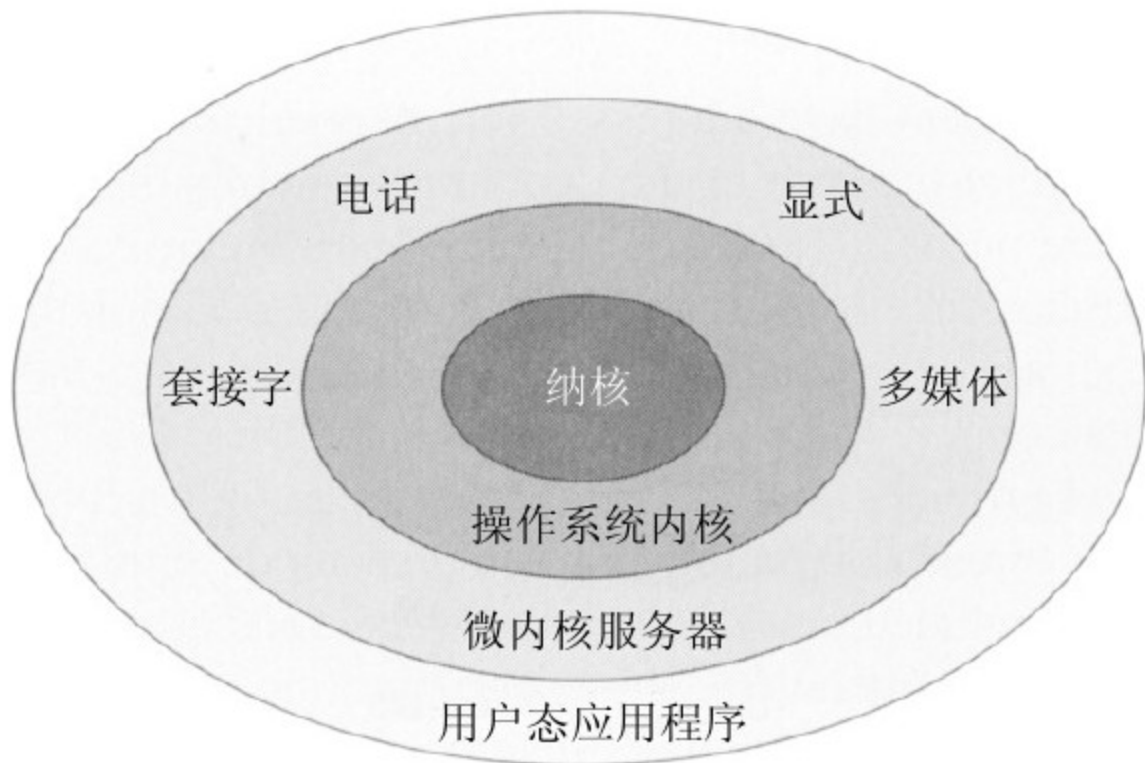 电话
显式
套接字
纳核
多媒体
操作系统内核
微内核服务器
用户态应用程序